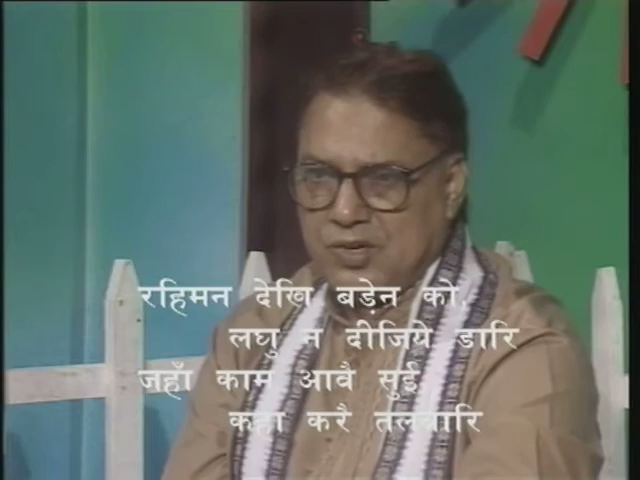 रहिमन देखि बड़ेन को,
लघु न दीजिये डारि
जहाँ काम आवै सुई
कहा करै तलवारि